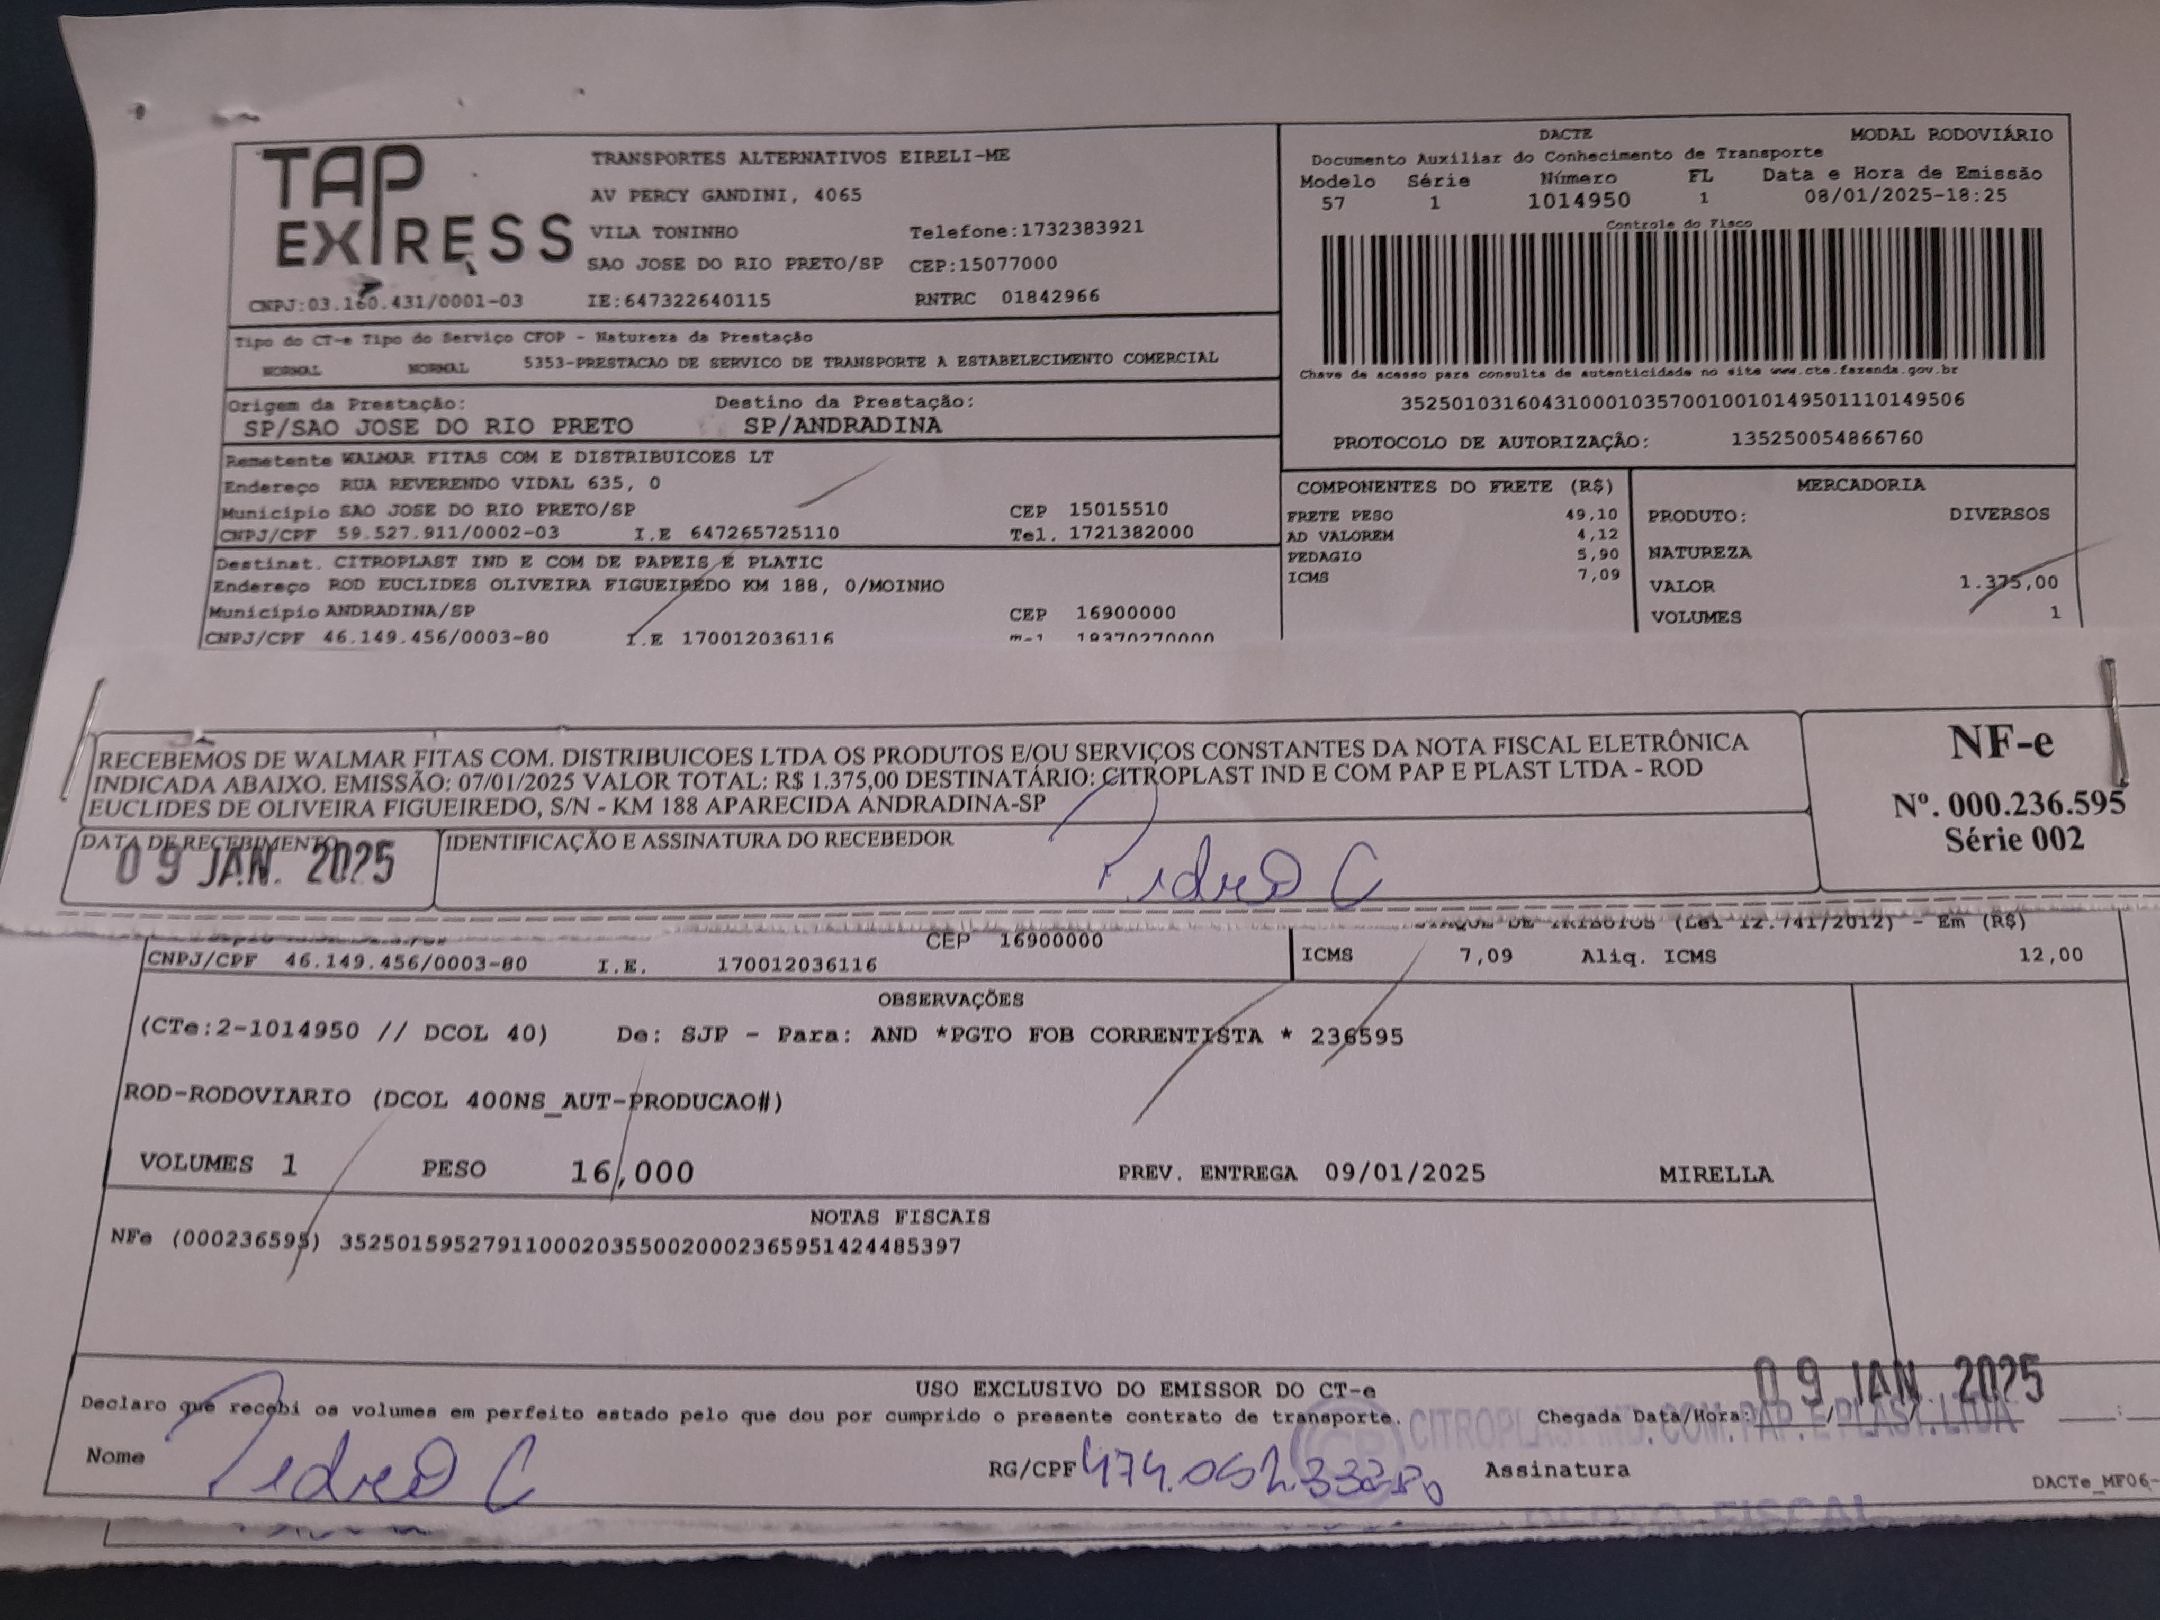 TAP EXPRESS
TRANSPORTES ALTERNATIVOS EIRELI-ME
AV PERCY GANDINI, 4065
VILA TONINHO Telefone:1732383921
SAO JOSE DO RIO PRETO/SP CEP:15077000
CNPJ:03.160.431/0001-03 IE:647322640115 RNTRC 01842966
DACTE MODAL RODOVIÁRIO
Documento Auxiliar do Conhecimento de Transporte
Modelo Série Número FL Data e Hora de Emissão
57 1 1014950 1 08/01/2025-18:25
Controle do Fisco
Chave de acesso para consulta de autenticidade no site www.cte.fazenda.gov.br
35250103160431000103570010010149501110149506
PROTOCOLO DE AUTORIZAÇÃO: 135250054866760
Tipo do CT-e Tipo do Serviço CFOP - Natureza da Prestação
NORMAL NORMAL 5353-PRESTACAO DE SERVICO DE TRANSPORTE A ESTABELECIMENTO COMERCIAL
Origem da Prestação: Destino da Prestação:
SP/SAO JOSE DO RIO PRETO SP/ANDRADINA
Remetente WALMAR FITAS COM E DISTRIBUICOES LT
Endereço RUA REVERENDO VIDAL 635, 0
Municipio SAO JOSE DO RIO PRETO/SP CEP 15015510
CNPJ/CPF 59.527.911/0002-03 I.E 647265725110 Tel. 1721382000
Destinat. CITROPLAST IND E COM DE PAPEIS E PLATIC
Endereço ROD EUCLIDES OLIVEIRA FIGUEIREDO KM 188, 0/MOINHO
Municipio ANDRADINA/SP CEP 16900000
CNPJ/CPF 46.149.456/0003-80 I.E 170012036116
COMPONENTES DO FRETE (R$)
FRETE PESO 49,10
AD VALOREM 4,12
PEDAGIO 5,90
ICMS 7,09
MERCADORIA
PRODUTO: DIVERSOS
NATUREZA
VALOR 1.375,00
VOLUMES 1
RECEBEMOS DE WALMAR FITAS COM. DISTRIBUICOES LTDA OS PRODUTOS E/OU SERVIÇOS CONSTANTES DA NOTA FISCAL ELETRÔNICA
INDICADA ABAIXO. EMISSÃO: 07/01/2025 VALOR TOTAL: R$ 1.375,00 DESTINATÁRIO: CITROPLAST IND E COM PAP E PLAST LTDA - ROD
EUCLIDES DE OLIVEIRA FIGUEIREDO, S/N - KM 188 APARECIDA ANDRADINA-SP
NF-e
Nº. 000.236.595
Série 002
DATA DE RECEBIMENTO IDENTIFICAÇÃO E ASSINATURA DO RECEBEDOR
09 JAN. 2025 Pedro C
CEP 16900000
(Lei 12.741/2012) - Em (R$)
CNPJ/CPF 46.149.456/0003-80 I.E. 170012036116
ICMS 7,09 Aliq. ICMS 12,00
OBSERVAÇÕES
(CTe:2-1014950 // DCOL 40) De: SJP - Para: AND *PGTO FOB CORRENTISTA * 236595
ROD-RODOVIARIO (DCOL 400NS_AUT-PRODUCAO#)
VOLUMES 1 PESO 16,000 PREV. ENTREGA 09/01/2025 MIRELLA
NOTAS FISCAIS
NFe (000236595) 35250159527911000203550020002365951424485397
USO EXCLUSIVO DO EMISSOR DO CT-e
09 JAN 2025
Declaro que recebi os volumes em perfeito estado pelo que dou por cumprido o presente contrato de transporte. Chegada Data/Hora:
CITROPLAST IND. COM. PAP. E PLAST. LTDA
Nome Pedro C RG/CPF Assinatura
DACTe_MF06-